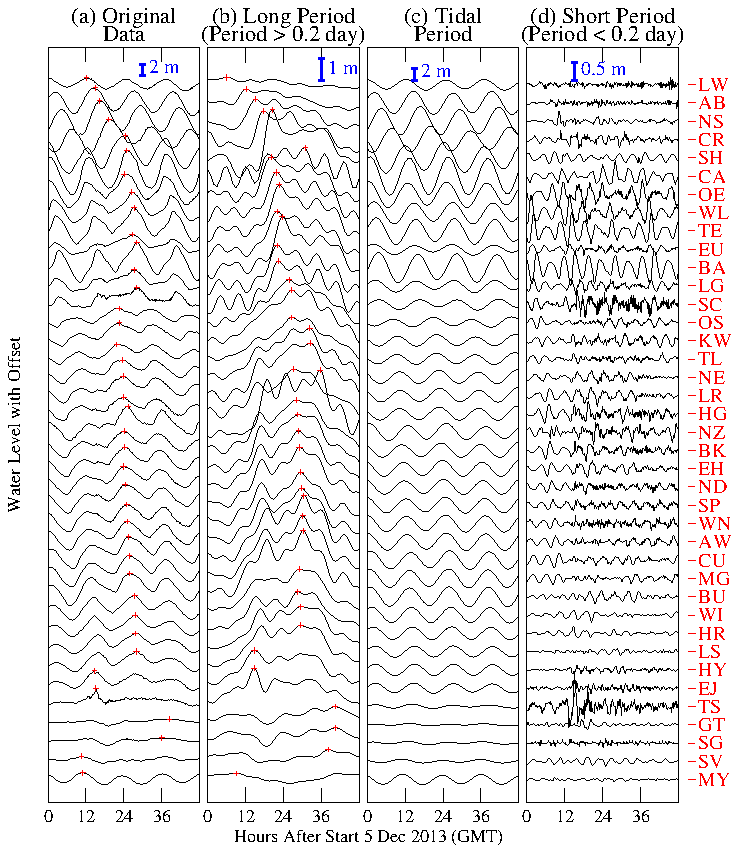 (a) Original Data
(b) Long Period (Period > 0.2 day)
(c) Tidal Period
(d) Short Period (Period < 0.2 day)
2 m
1 m
2 m
0.5 m
LW
AB
NS
CR
SH
CA
OE
WL
TE
EU
BA
LG
SC
OS
KW
TL
NE
LR
HG
NZ
BK
EH
ND
SP
WN
AW
CU
MG
BU
WI
HR
LS
HY
EJ
TS
GT
SG
SV
MY
Water Level with Offset
0 12 24 36 0 12 24 36 0 12 24 36 0 12 24 36
Hours After Start 5 Dec 2013 (GMT)